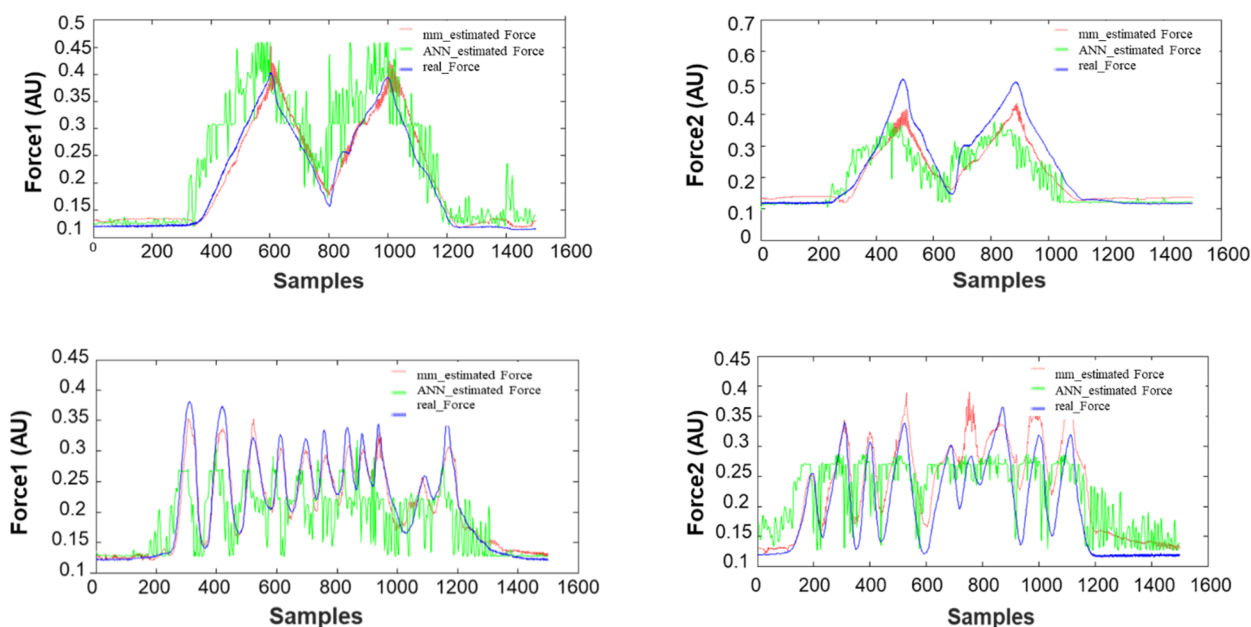 0.5
0.45
0.4
0.35
0.3
0.25
0.2
0.15
0.1
0 200 400 600 800 1000 1200 1400 1600
Force1 (AU)
Samples
mm_estimated Force
ANN_estimated Force
real_Force
0.7
0.6
0.5
0.4
0.3
0.2
0.1
0
0 200 400 600 800 1000 1200 1400 1600
Force2 (AU)
Samples
mm_estimated Force
ANN_estimated Force
real_Force
0.45
0.4
0.35
0.3
0.25
0.2
0.15
0.1
0 200 400 600 800 1000 1200 1400 1600
Force1 (AU)
Samples
mm_estimated Force
ANN_estimated Force
real_Force
0.45
0.4
0.35
0.3
0.25
0.2
0.15
0.1
0 200 400 600 800 1000 1200 1400 1600
Force2 (AU)
Samples
mm_estimated Force
ANN_estimated Force
real_Force